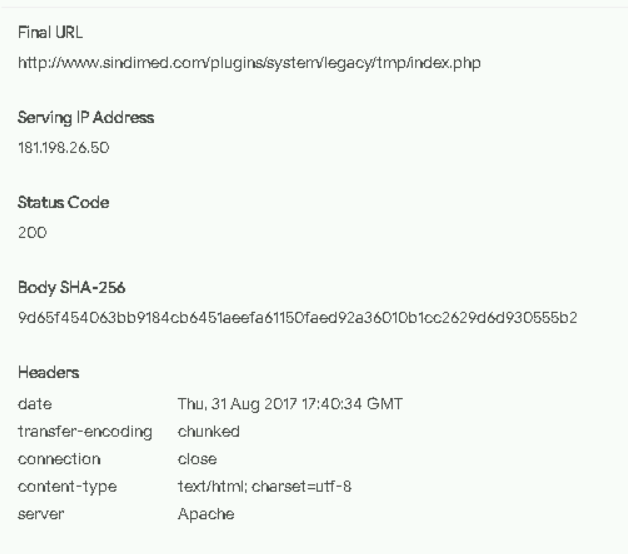 Final URL
http://www.sindimed.com/plugins/system/legacy/tmp/index.php
Serving IP Address
181.198.26.50
Status Code
200
Body SHA-256
9d65f454063bb9184cb6451aeefa61150faed92a36010b1cc2629d6d930555b2
Headers
date Thu, 31 Aug 2017 17:40:34 GMT
transfer-encoding chunked
connection close
content-type text/html; charset=utf-8
server Apache